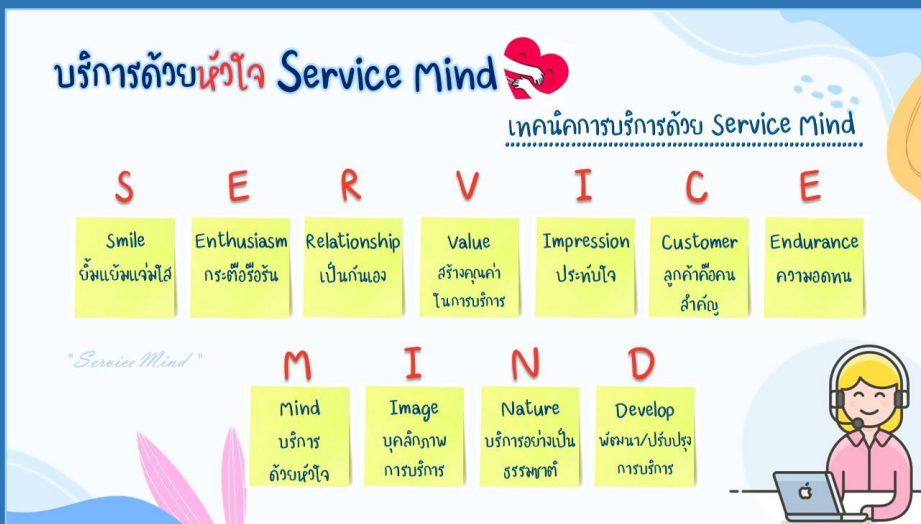 บริการด้วยหัวใจ Service Mind
เทคนิคการบริการด้วย Service Mind
S E R V I C E
Smile
ยิ้มแย้มแจ่มใส
Enthusiasm
กระตือรือร้น
Relationship
เป็นกันเอง
Value
สร้างคุณค่า
ในการบริการ
Impression
ประทับใจ
Customer
ลูกค้าคือคน
สำคัญ
Endurance
ความอดทน
"Service Mind"
M I N D
Mind
บริการ
ด้วยหัวใจ
Image
บุคลิกภาพ
การบริการ
Nature
บริการอย่างเป็น
ธรรมชาติ
Develop
พัฒนา/ปรับปรุง
การบริการ